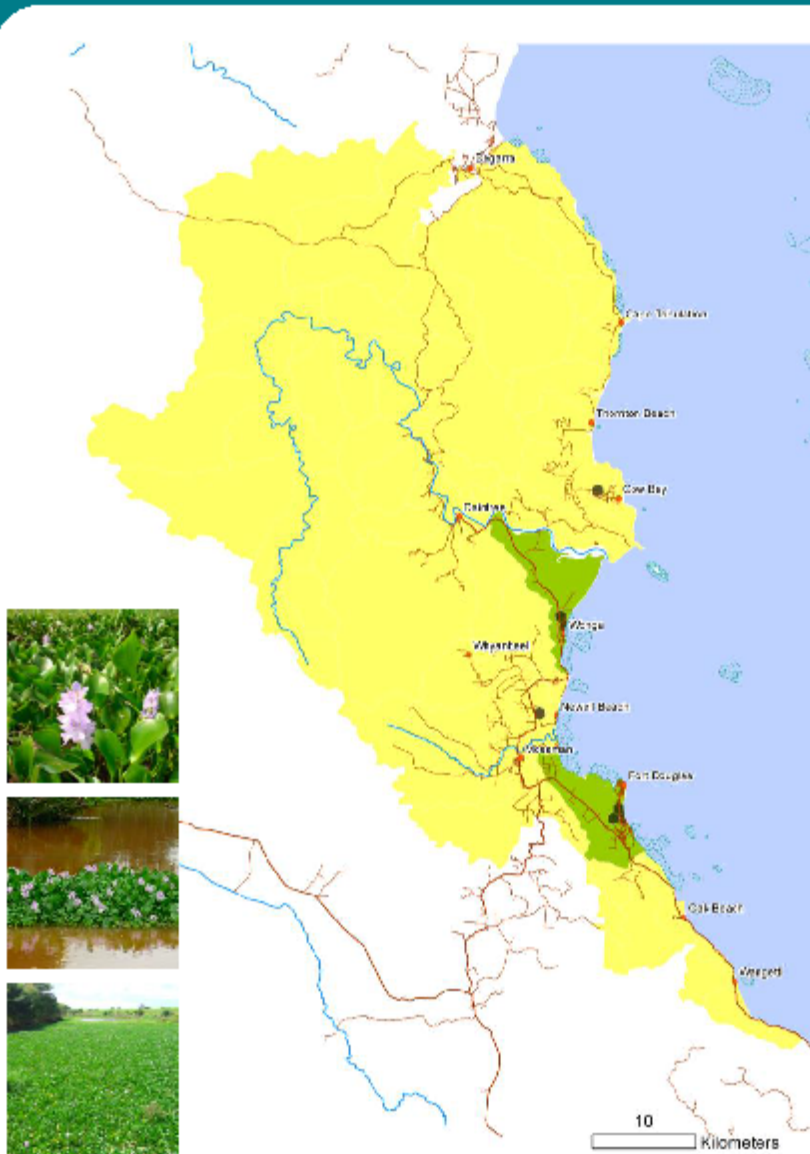 Degarra
Cape Tribulation
Thornton Beach
Cow Bay
Daintree
Wonga
Whyanbeel
Newell Beach
Mossman
Port Douglas
Oak Beach
Wangetti
10
Kilometers